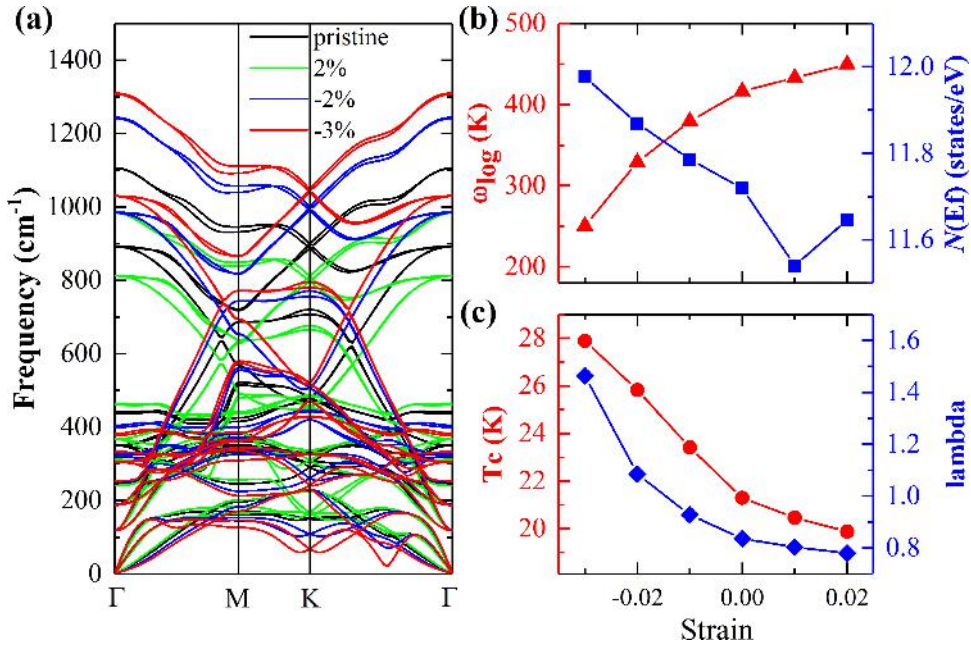 (a)
1400
1200
1000
800
600
400
200
0
Frequency (cm-1)
pristine
2%
-2%
-3%
Γ
M
K
Γ
(b)
500
400
300
200
ωlog (K)
12.0
11.8
11.6
N(Ef) (states/eV)
(c)
28
26
24
22
20
Tc (K)
1.6
1.4
1.2
1.0
0.8
lambda
-0.02
0.00
0.02
Strain